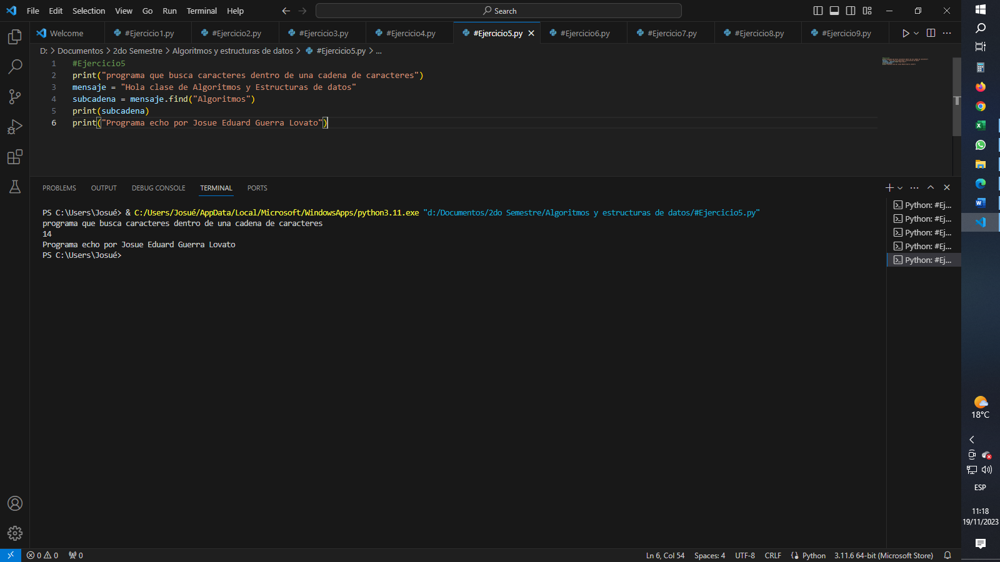 File Edit Selection View Go Run Terminal Help Search
Welcome #Ejercicio1.py #Ejercicio2.py #Ejercicio3.py #Ejercicio4.py #Ejercicio5.py #Ejercicio6.py #Ejercicio7.py #Ejercicio8.py #Ejercicio9.py
D: > Documentos > 2do Semestre > Algoritmos y estructuras de datos > #Ejercicio5.py > ...
1 #Ejercicio5
2 print("programa que busca caracteres dentro de una cadena de caracteres")
3 mensaje = "Hola clase de Algoritmos y Estructuras de datos"
4 subcadena = mensaje.find("Algoritmos")
5 print(subcadena)
6 print("Programa echo por Josue Eduard Guerra Lovato")
PROBLEMS OUTPUT DEBUG CONSOLE TERMINAL PORTS
PS C:\Users\Josué> & C:/Users/Josué/AppData/Local/Microsoft/WindowsApps/python3.11.exe "d:/Documentos/2do Semestre/Algoritmos y estructuras de datos/#Ejercicio5.py"
programa que busca caracteres dentro de una cadena de caracteres
14
Programa echo por Josue Eduard Guerra Lovato
PS C:\Users\Josué>
Python: #Ej...
Python: #Ej...
Python: #Ej...
Python: #Ej...
Python: #Ej...
18°C
ESP
11:18
19/11/2023
0 0 0 Ln 6, Col 54 Spaces: 4 UTF-8 CRLF Python 3.11.6 64-bit (Microsoft Store)